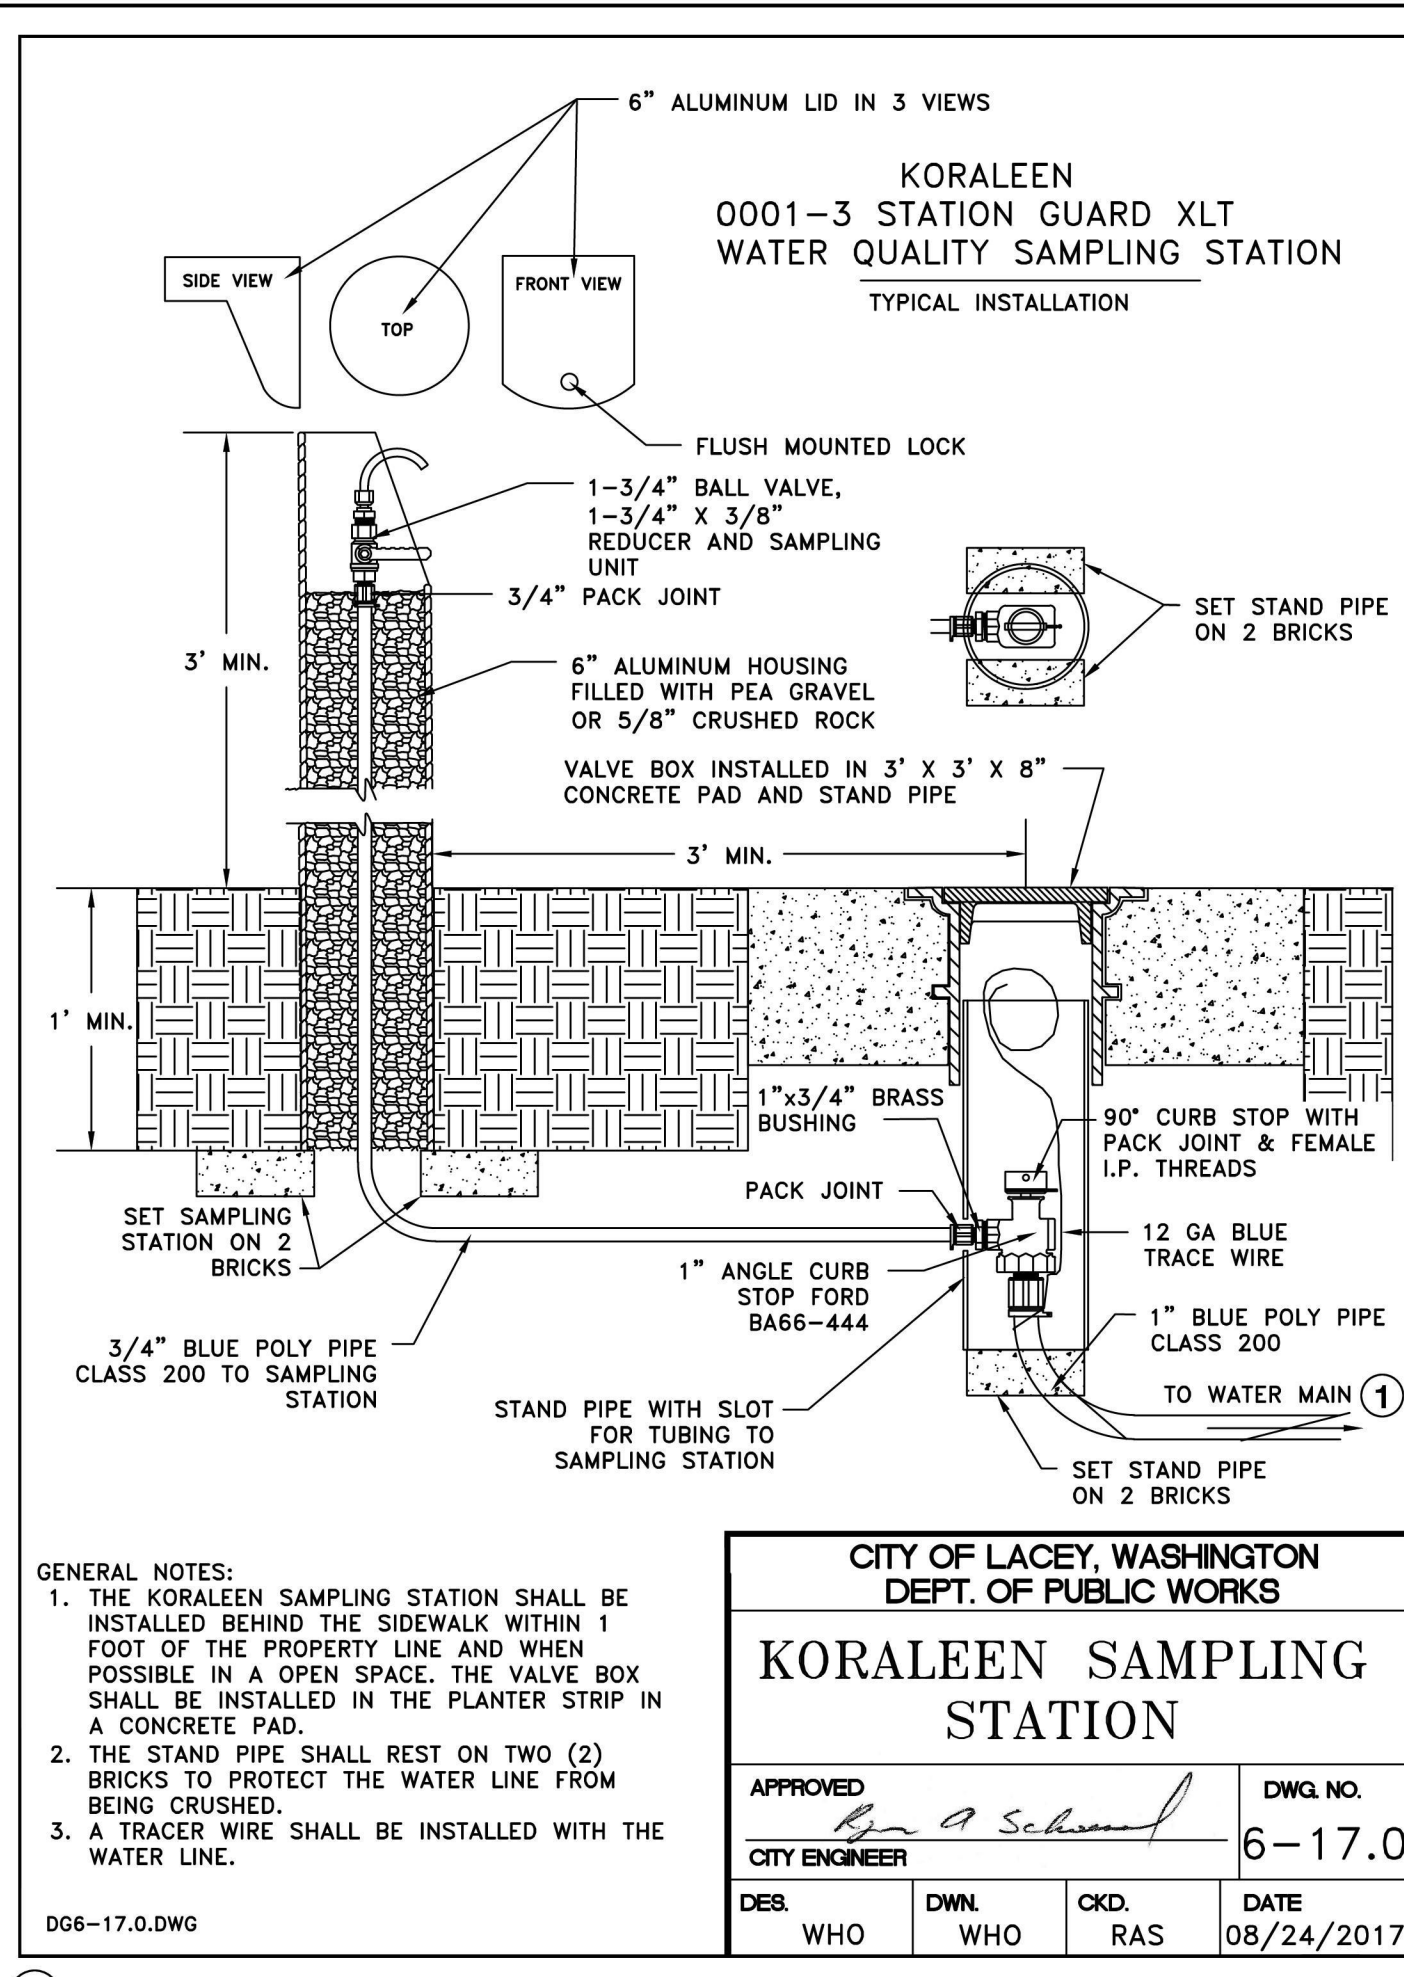 6” ALUMINUM LID IN 3 VIEWS
KORALEEN
0001-3 STATION GUARD XLT
WATER QUALITY SAMPLING STATION
TYPICAL INSTALLATION
SIDE VIEW
TOP
FRONT VIEW
FLUSH MOUNTED LOCK
1-3/4” BALL VALVE,
1-3/4” X 3/8”
REDUCER AND SAMPLING
UNIT
3/4” PACK JOINT
SET STAND PIPE
ON 2 BRICKS
3’ MIN.
6” ALUMINUM HOUSING
FILLED WITH PEA GRAVEL
OR 5/8” CRUSHED ROCK
VALVE BOX INSTALLED IN 3’ X 3’ X 8”
CONCRETE PAD AND STAND PIPE
3’ MIN.
1’ MIN.
1”x3/4” BRASS
BUSHING
90° CURB STOP WITH
PACK JOINT & FEMALE
I.P. THREADS
PACK JOINT
SET SAMPLING
STATION ON 2
BRICKS
12 GA BLUE
TRACE WIRE
1” ANGLE CURB
STOP FORD
BA66-444
1” BLUE POLY PIPE
CLASS 200
3/4” BLUE POLY PIPE
CLASS 200 TO SAMPLING
STATION
TO WATER MAIN 1
STAND PIPE WITH SLOT
FOR TUBING TO
SAMPLING STATION
SET STAND PIPE
ON 2 BRICKS
GENERAL NOTES:
1. THE KORALEEN SAMPLING STATION SHALL BE
INSTALLED BEHIND THE SIDEWALK WITHIN 1
FOOT OF THE PROPERTY LINE AND WHEN
POSSIBLE IN A OPEN SPACE. THE VALVE BOX
SHALL BE INSTALLED IN THE PLANTER STRIP IN
A CONCRETE PAD.
2. THE STAND PIPE SHALL REST ON TWO (2)
BRICKS TO PROTECT THE WATER LINE FROM
BEING CRUSHED.
3. A TRACER WIRE SHALL BE INSTALLED WITH THE
WATER LINE.
DG6-17.0.DWG
CITY OF LACEY, WASHINGTON
DEPT. OF PUBLIC WORKS
KORALEEN SAMPLING
STATION
APPROVED
CITY ENGINEER
DWG. NO.
6-17.0
DES.
WHO
DWN.
WHO
CKD.
RAS
DATE
08/24/2017